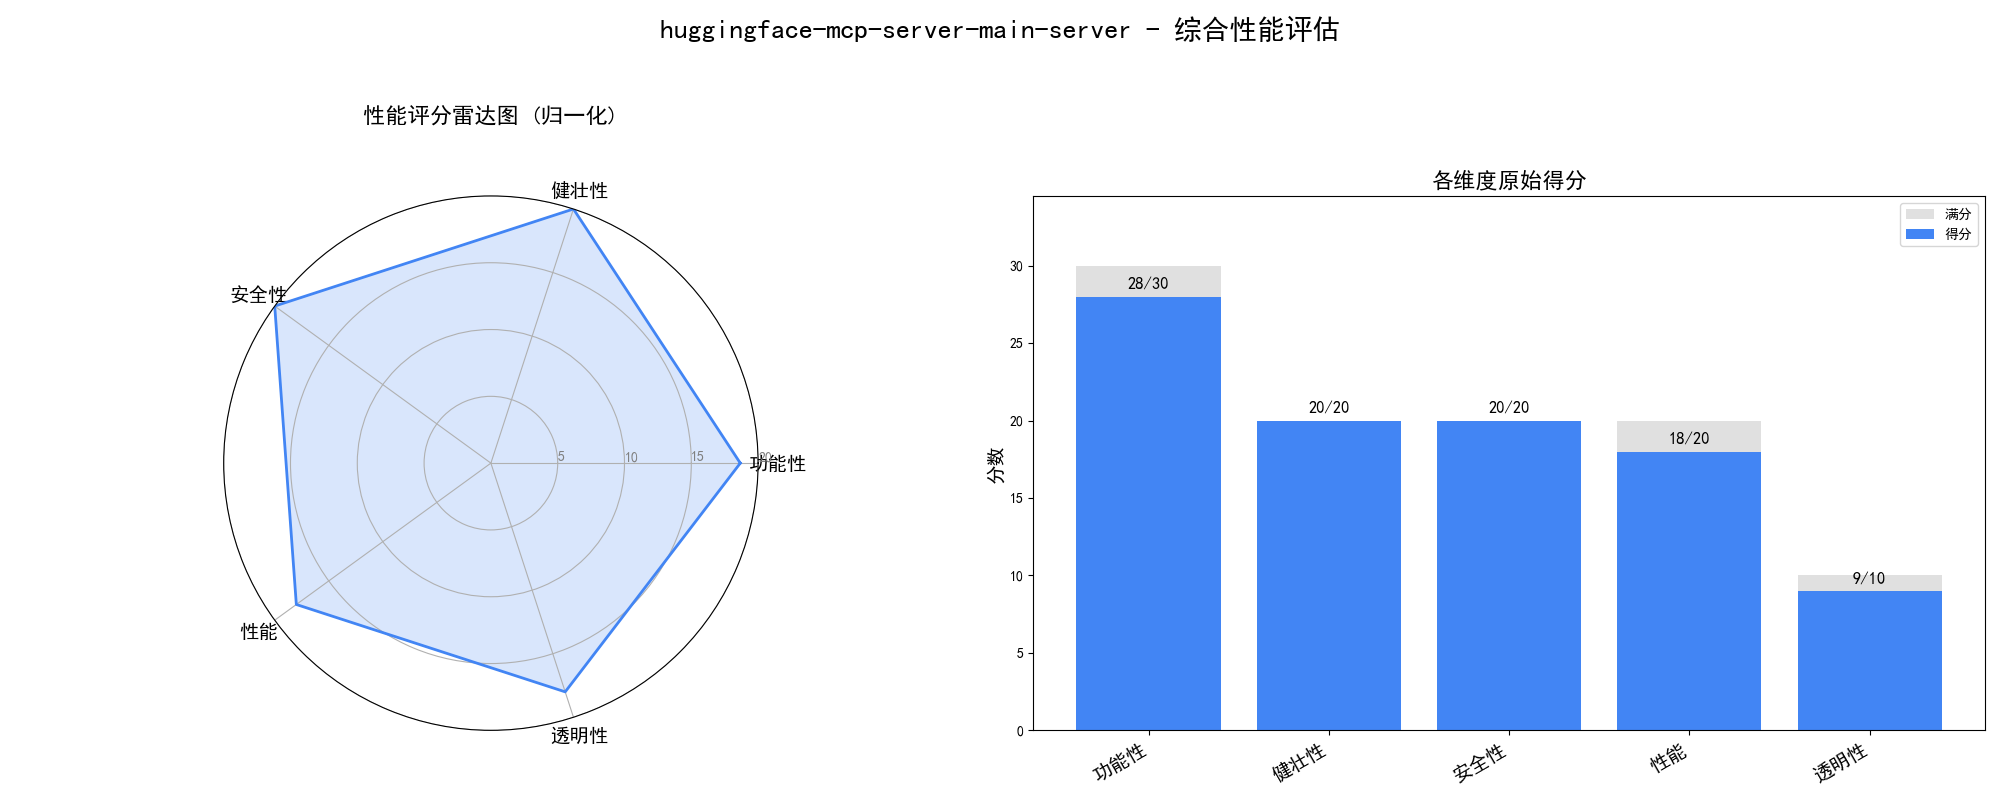 huggingface-mcp-server-main-server - 综合性能评估
性能评分雷达图 (归一化)
健壮性
安全性
5
10
15
20
功能性
性能
透明性
各维度原始得分
满分
得分
分数
30
25
20
15
10
5
0
28/30
20/20
20/20
18/20
9/10
功能性
健壮性
安全性
性能
透明性